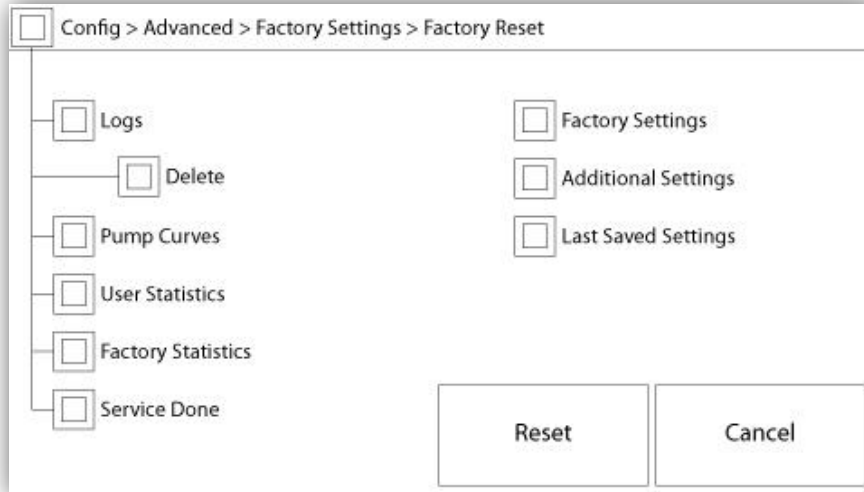 Config > Advanced > Factory Settings > Factory Reset
Logs
Delete
Pump Curves
User Statistics
Factory Statistics
Service Done
Factory Settings
Additional Settings
Last Saved Settings
Reset
Cancel